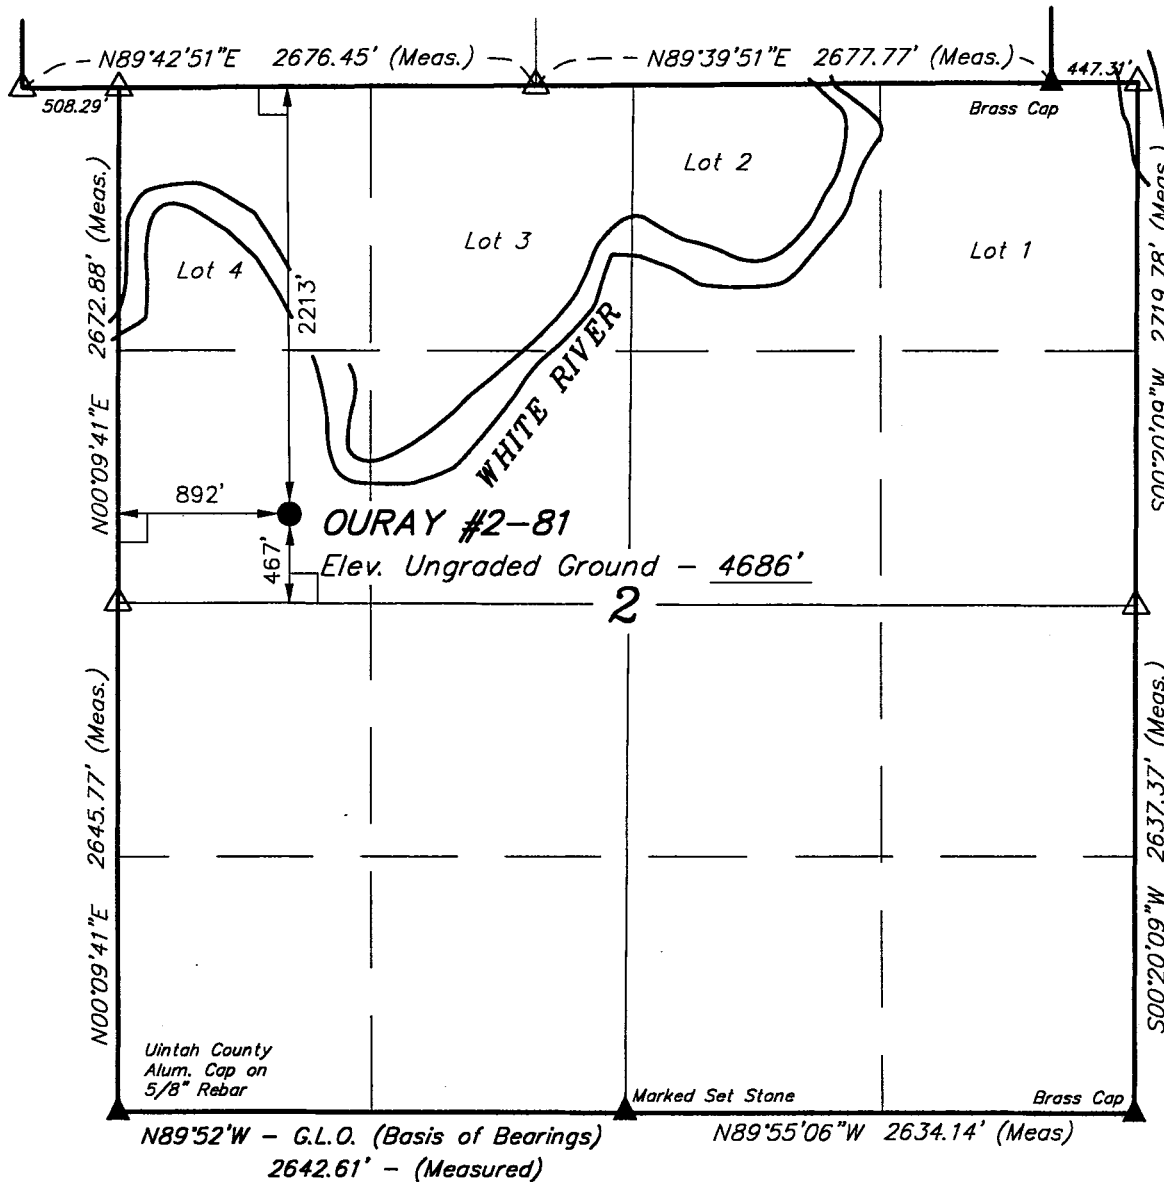 N89°42'51"E 2676.45' (Meas.)
N89°39'51"E 2677.77' (Meas.)
447.31'
508.29'
Brass Cap
Lot 2
Lot 3
Lot 1
Lot 4
N00°09'41"E 2672.88' (Meas.)
2213'
S00°20'09"W 2719.78' (Meas.)
WHITE RIVER
892'
467'
OURAY #2-81
Elev. Ungraded Ground - 4686'
2
N00°09'41"E 2645.77' (Meas.)
S00°20'09"W 2637.37' (Meas.)
Uintah County
Alum. Cap on
5/8" Rebar
Marked Set Stone
Brass Cap
N89°52'W - G.L.O. (Basis of Bearings)
2642.61' - (Measured)
N89°55'06"W 2634.14' (Meas)